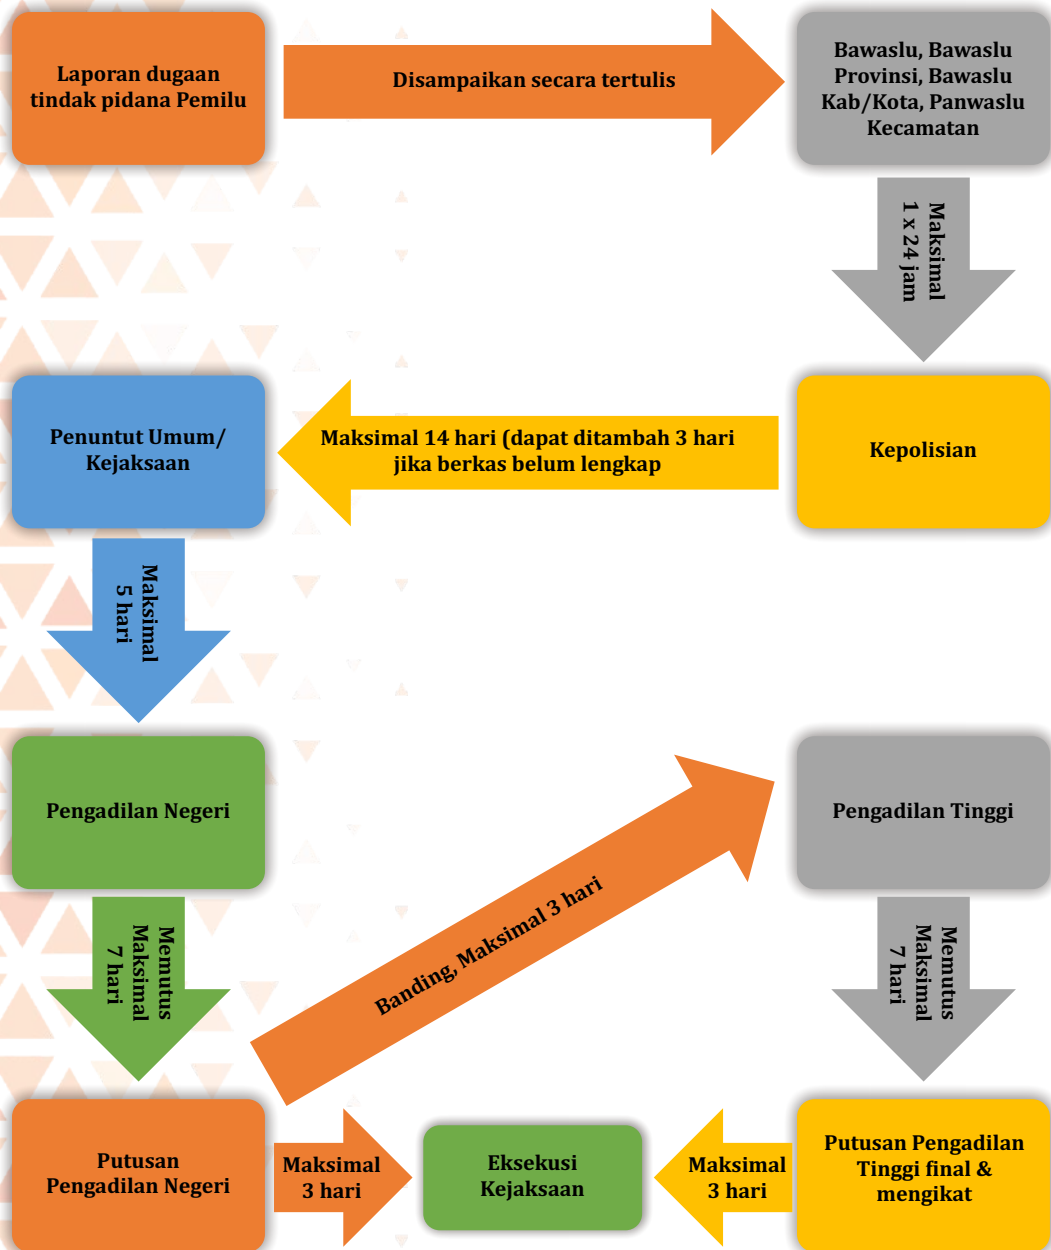 Laporan dugaan
tindak pidana Pemilu
Disampaikan secara tertulis
Bawaslu, Bawaslu
Provinsi, Bawaslu
Kab/Kota, Panwaslu
Kecamatan
Maksimal
1 x 24 jam
Kepolisian
Maksimal 14 hari (dapat ditambah 3 hari
jika berkas belum lengkap
Penuntut Umum/
Kejaksaan
Maksimal
5 hari
Pengadilan Negeri
Memutus
Maksimal
7 hari
Putusan
Pengadilan Negeri
Banding, Maksimal 3 hari
Pengadilan Tinggi
Memutus
Maksimal
7 hari
Putusan Pengadilan
Tinggi final &
mengikat
Maksimal
3 hari
Eksekusi
Kejaksaan
Maksimal
3 hari